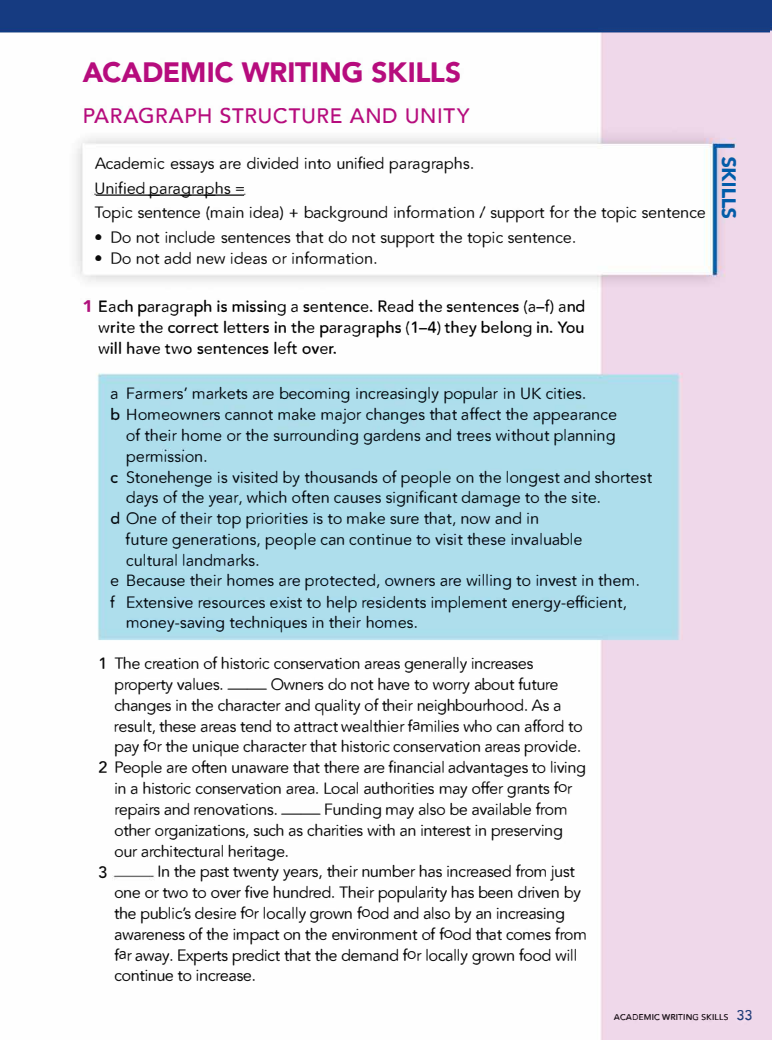 ACADEMIC WRITING SKILLS
PARAGRAPH STRUCTURE AND UNITY
SKILLS
Academic essays are divided into unified paragraphs.
Unified paragraphs =
Topic sentence (main idea) + background information / support for the topic sentence
• Do not include sentences that do not support the topic sentence.
• Do not add new ideas or information.
1 Each paragraph is missing a sentence. Read the sentences (a–f) and
write the correct letters in the paragraphs (1–4) they belong in. You
will have two sentences left over.
a Farmers’ markets are becoming increasingly popular in UK cities.
b Homeowners cannot make major changes that affect the appearance
of their home or the surrounding gardens and trees without planning
permission.
c Stonehenge is visited by thousands of people on the longest and shortest
days of the year, which often causes significant damage to the site.
d One of their top priorities is to make sure that, now and in
future generations, people can continue to visit these invaluable
cultural landmarks.
e Because their homes are protected, owners are willing to invest in them.
f Extensive resources exist to help residents implement energy-efficient,
money-saving techniques in their homes.
1 The creation of historic conservation areas generally increases
property values. _____ Owners do not have to worry about future
changes in the character and quality of their neighbourhood. As a
result, these areas tend to attract wealthier families who can afford to
pay for the unique character that historic conservation areas provide.
2 People are often unaware that there are financial advantages to living
in a historic conservation area. Local authorities may offer grants for
repairs and renovations. _____ Funding may also be available from
other organizations, such as charities with an interest in preserving
our architectural heritage.
3 _____ In the past twenty years, their number has increased from just
one or two to over five hundred. Their popularity has been driven by
the public’s desire for locally grown food and also by an increasing
awareness of the impact on the environment of food that comes from
far away. Experts predict that the demand for locally grown food will
continue to increase.
ACADEMIC WRITING SKILLS 33